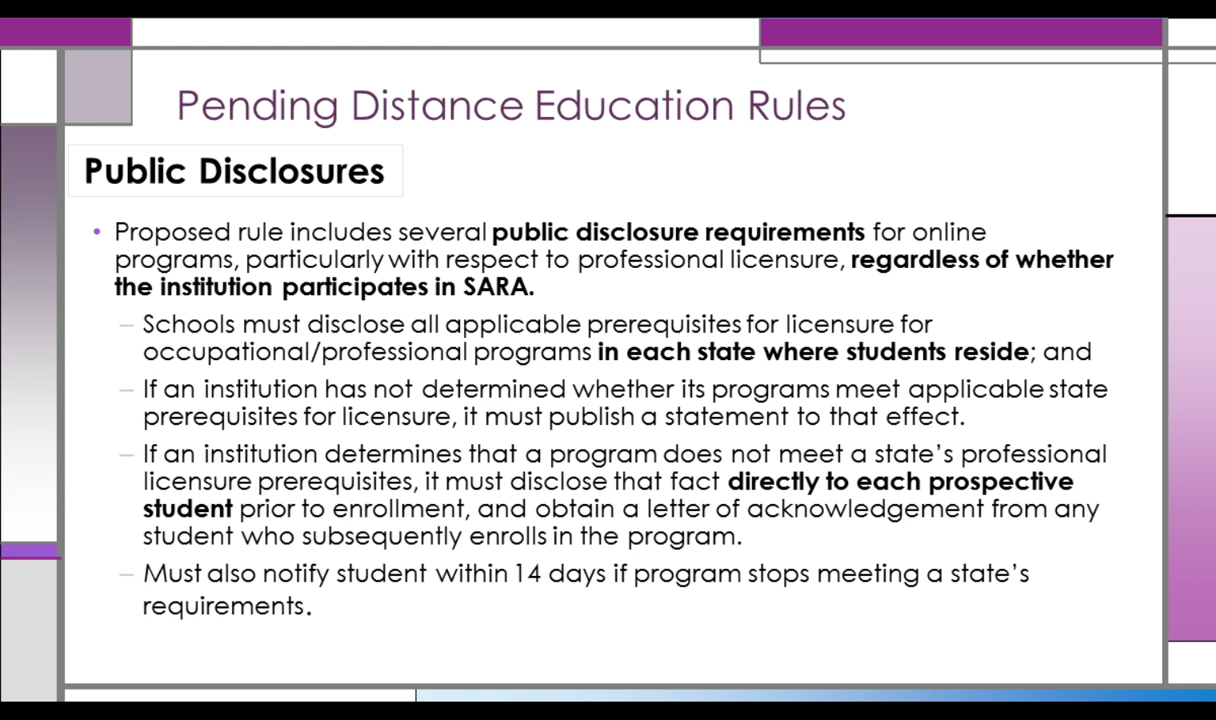 Pending Distance Education Rules
Public Disclosures
• Proposed rule includes several public disclosure requirements for online
programs, particularly with respect to professional licensure, regardless of whether
the institution participates in SARA.
– Schools must disclose all applicable prerequisites for licensure for
occupational/professional programs in each state where students reside; and
– If an institution has not determined whether its programs meet applicable state
prerequisites for licensure, it must publish a statement to that effect.
– If an institution determines that a program does not meet a state's professional
licensure prerequisites, it must disclose that fact directly to each prospective
student prior to enrollment, and obtain a letter of acknowledgement from any
student who subsequently enrolls in the program.
– Must also notify student within 14 days if program stops meeting a state's
requirements.